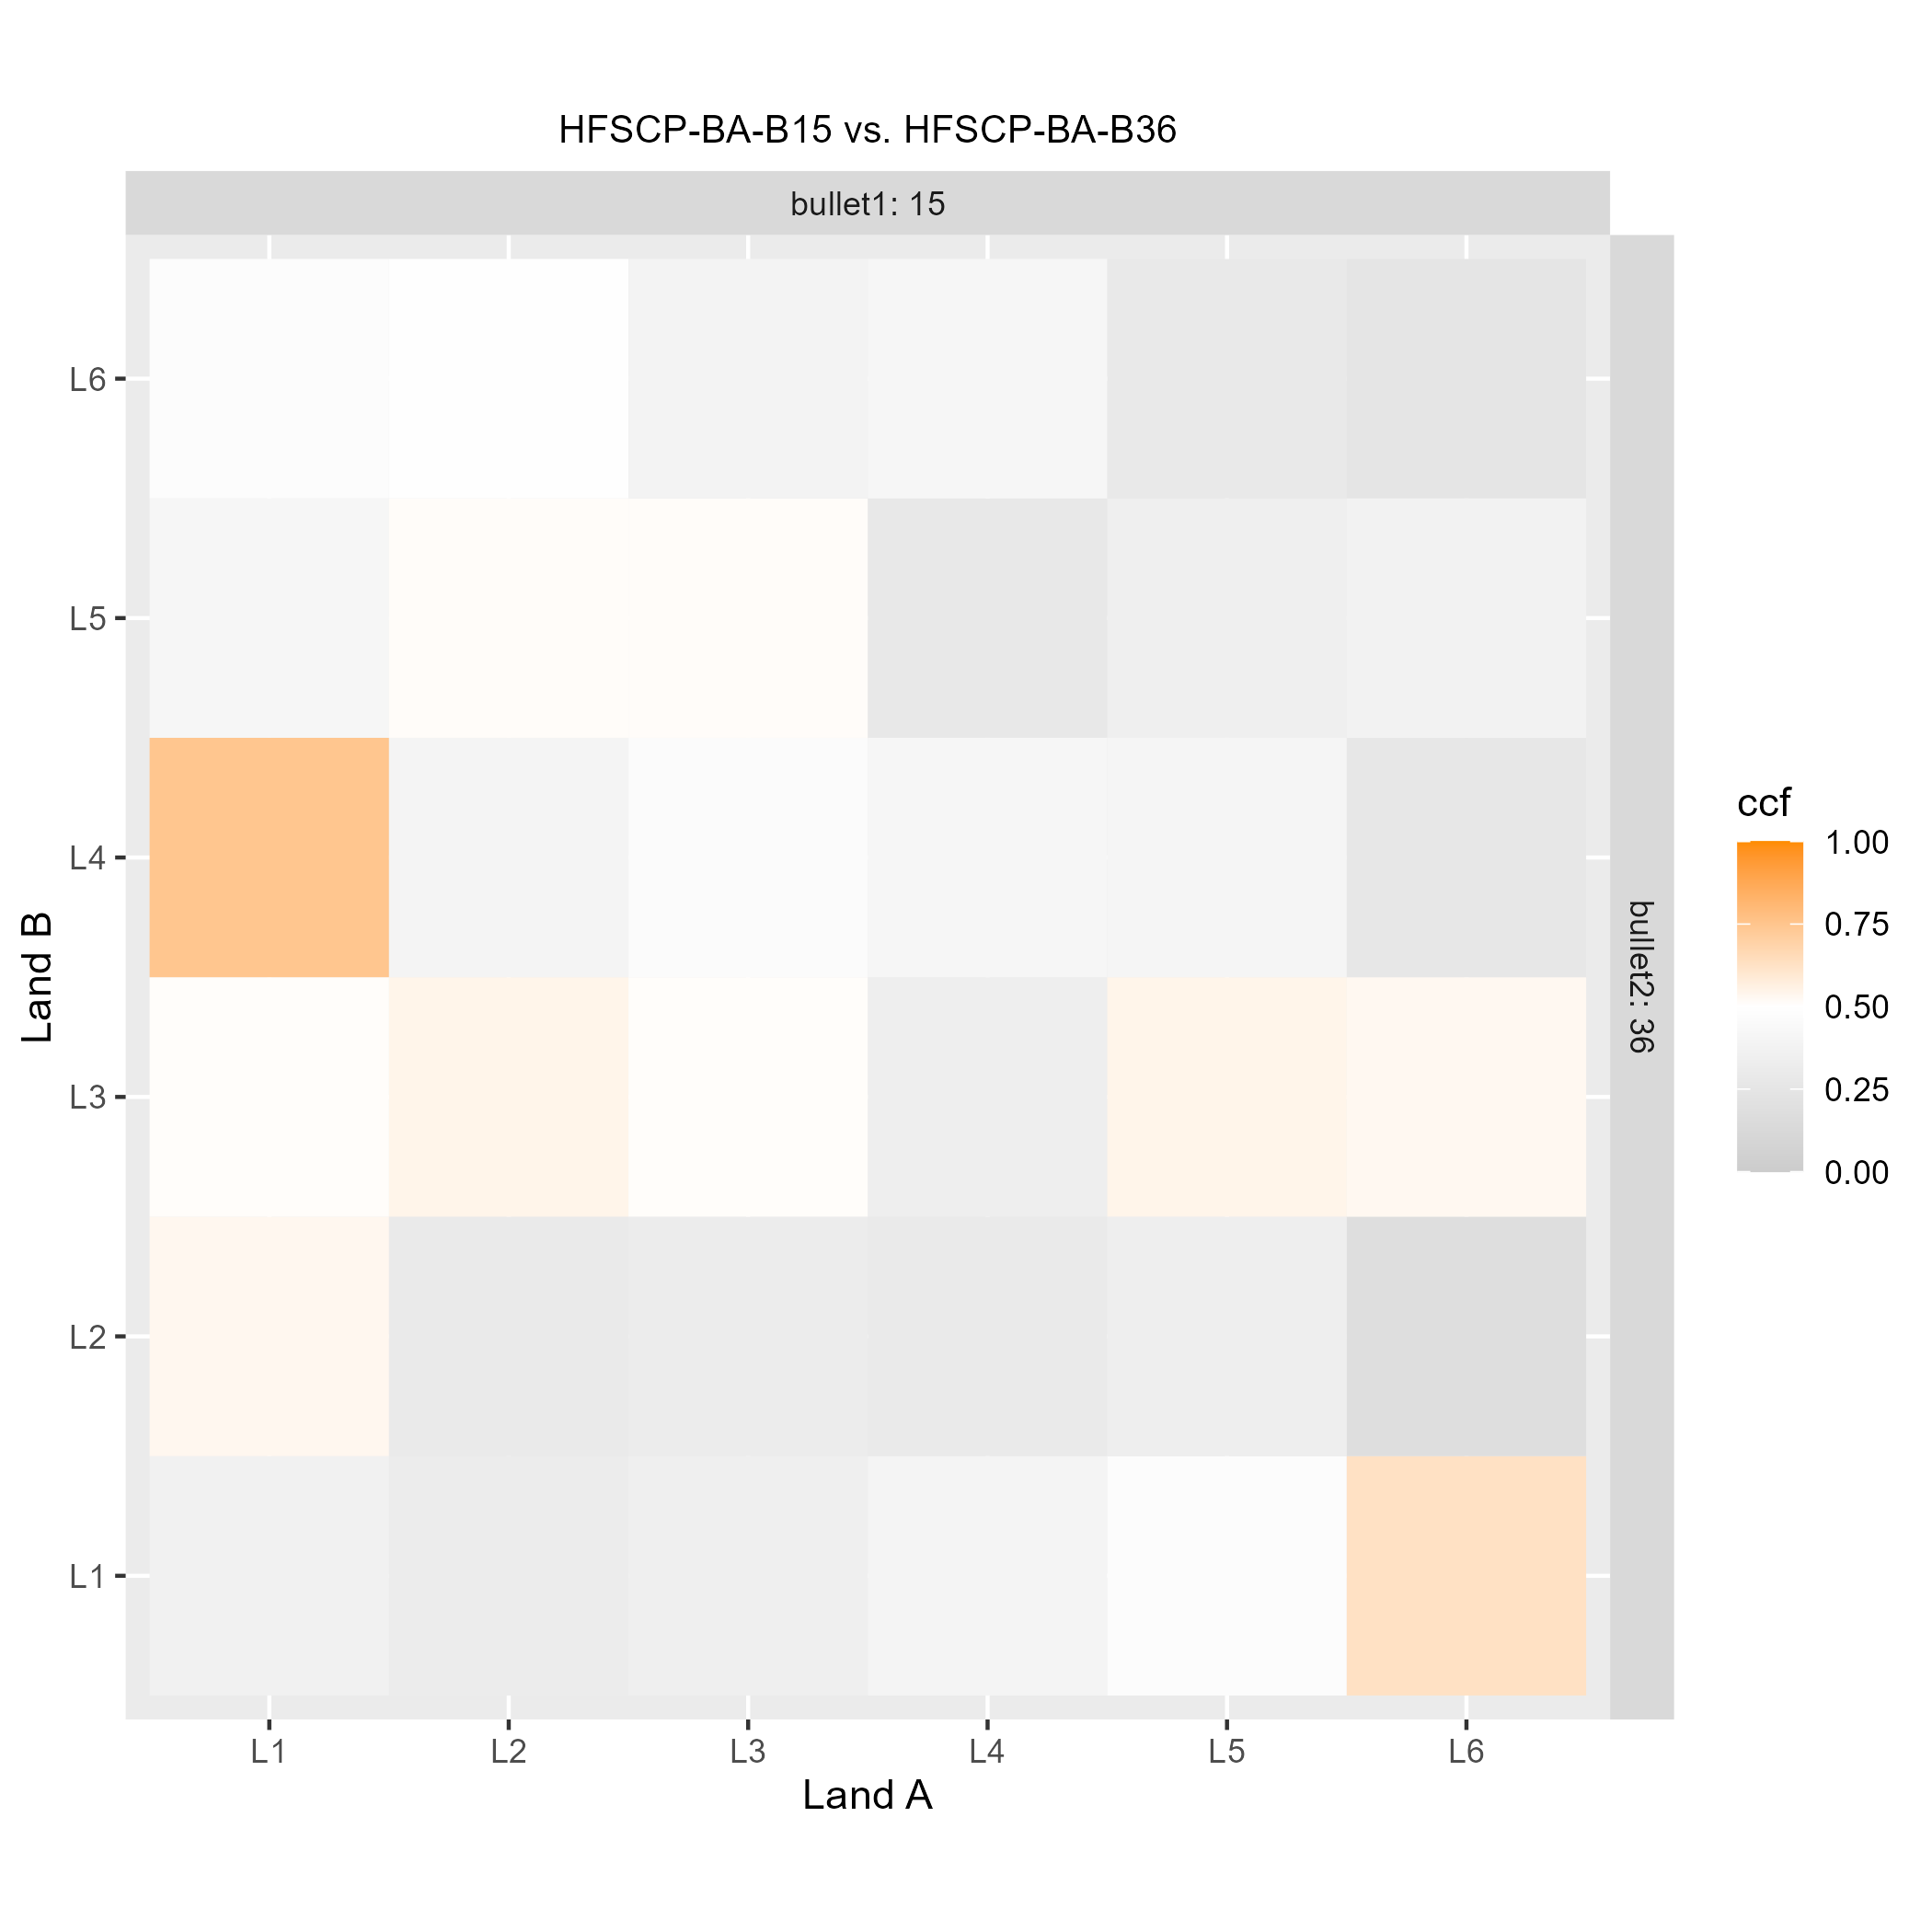 HFSCP-BA-B15 vs. HFSCP-BA-B36
bullet1: 15
L6
L5
L4
L3
L2
L1
Land B
bullet2: 36
ccf
1.00
0.75
0.50
0.25
0.00
L1 L2 L3 L4 L5 L6
Land A